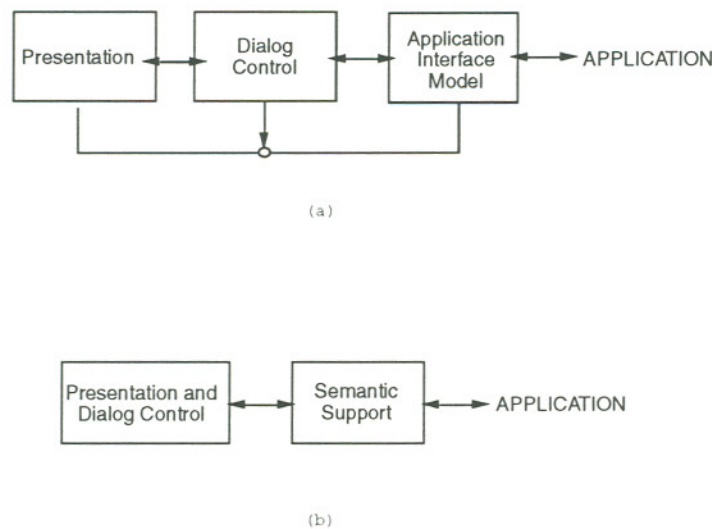 Presentation
Dialog
Control
Application
Interface
Model
APPLICATION
(a)
Presentation and
Dialog Control
Semantic
Support
APPLICATION
(b)